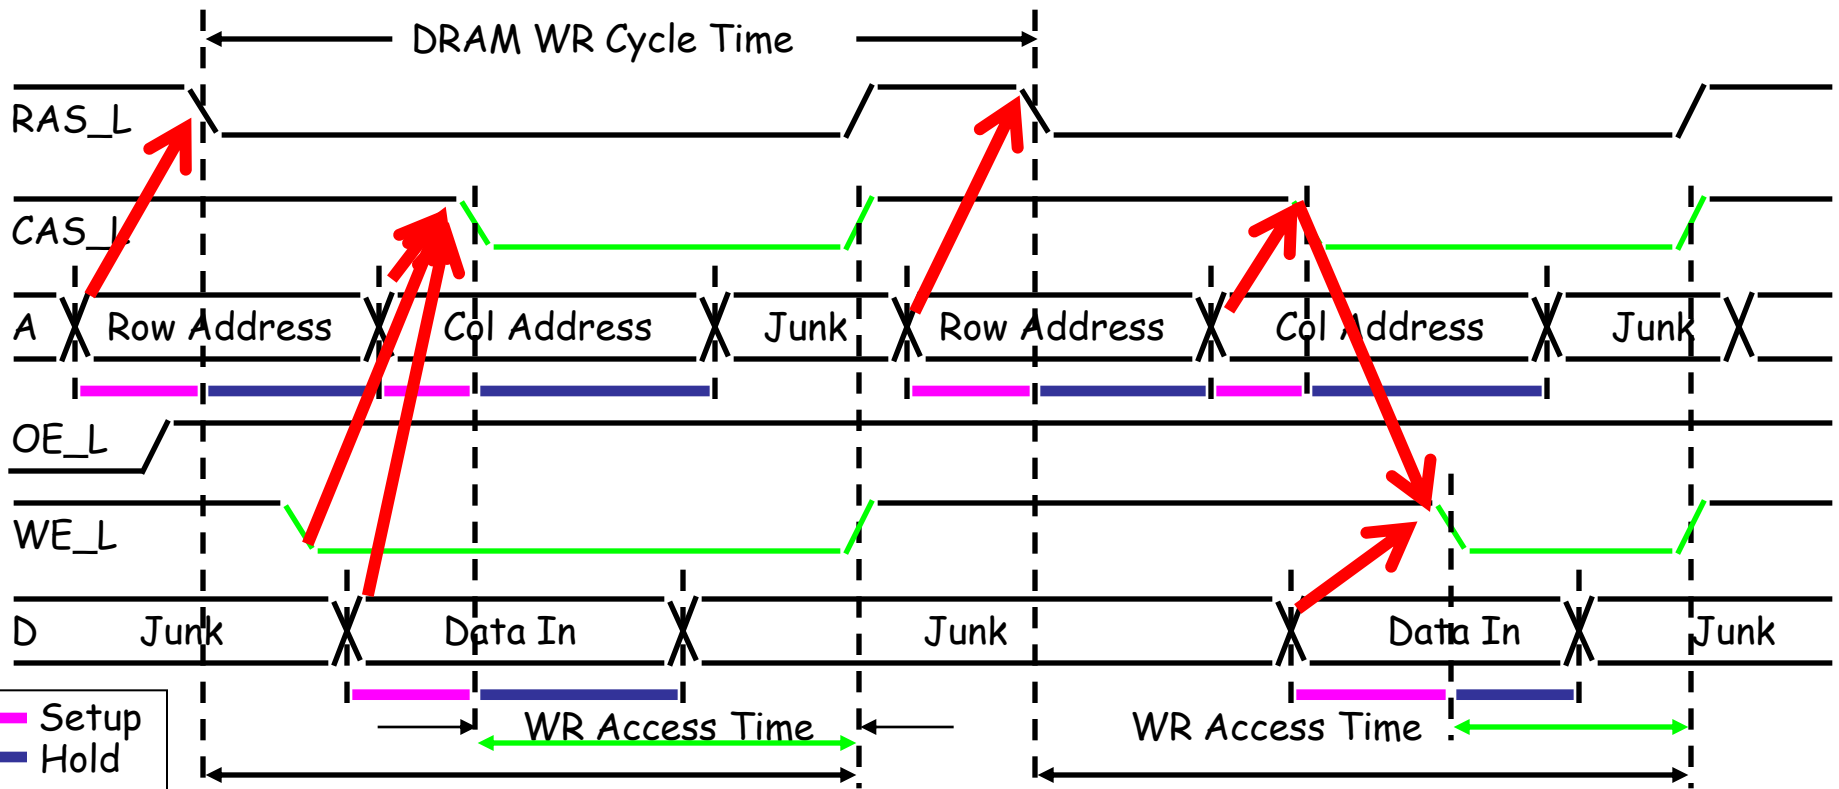 DRAM WR Cycle Time
RAS_L
CAS_L
A Row Address Col Address Junk Row Address Col Address Junk
OE_L
WE_L
D Junk Data In Junk Data In Junk
Setup WR Access Time WR Access Time
Hold